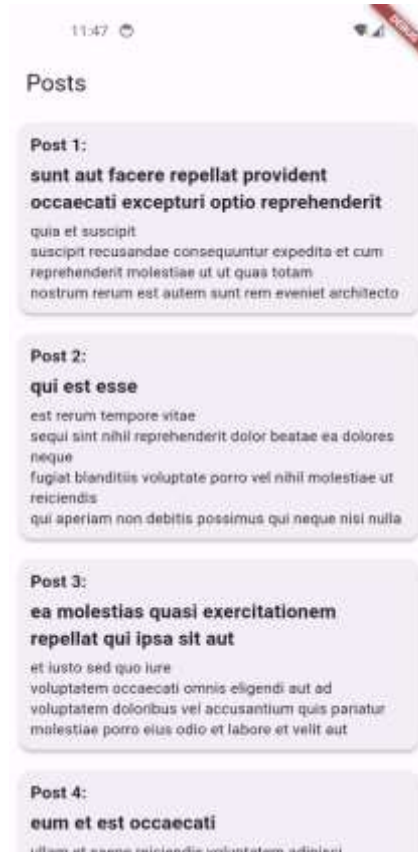 11:47
DEBUG
Posts
Post 1:
sunt aut facere repellat provident
occaecati excepturi optio reprehenderit
quia et suscipit
suscipit recusandae consequuntur expedita et cum
reprehenderit molestiae ut ut quas totam
nostrum rerum est autem sunt rem eveniet architecto
Post 2:
qui est esse
est rerum tempore vitae
sequi sint nihil reprehenderit dolor beatae ea dolores
neque
fugiat blanditiis voluptate porro vel nihil molestiae ut
reiciendis
qui aperiam non debitis possimus qui neque nisi nulla
Post 3:
ea molestias quasi exercitationem
repellat qui ipsa sit aut
et iusto sed quo iure
voluptatem occaecati omnis eligendi aut ad
voluptatem doloribus vel accusantium quis pariatur
molestiae porro eius odio et labore et velit aut
Post 4:
eum et est occaecati
ullam et saepe reiciendis voluptatem adipisci